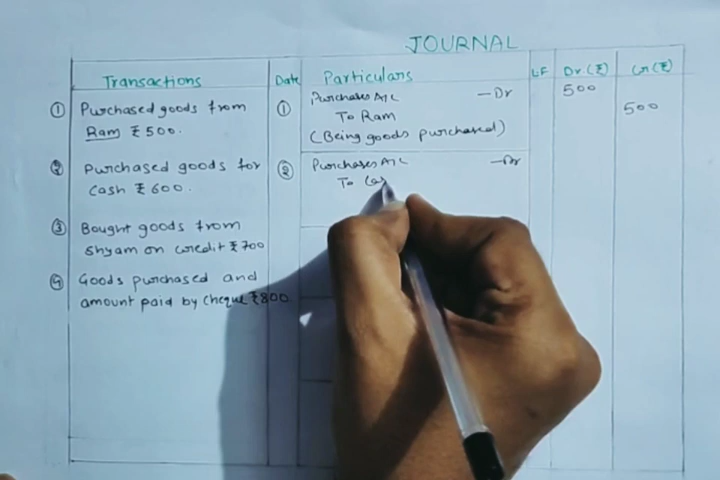 JOURNAL
Transactions Date Particulars LF Dr.(₹) Cr(₹)
① Purchased goods from ① Purchases A/c —Dr 500
Ram ₹500. To Ram 500
(Being goods purchased)
② Purchased goods for ② Purchases A/c —Dr
cash ₹600. To Cas
③ Bought goods from
Shyam on credit ₹700
④ Goods purchased and
amount paid by Cheque ₹800